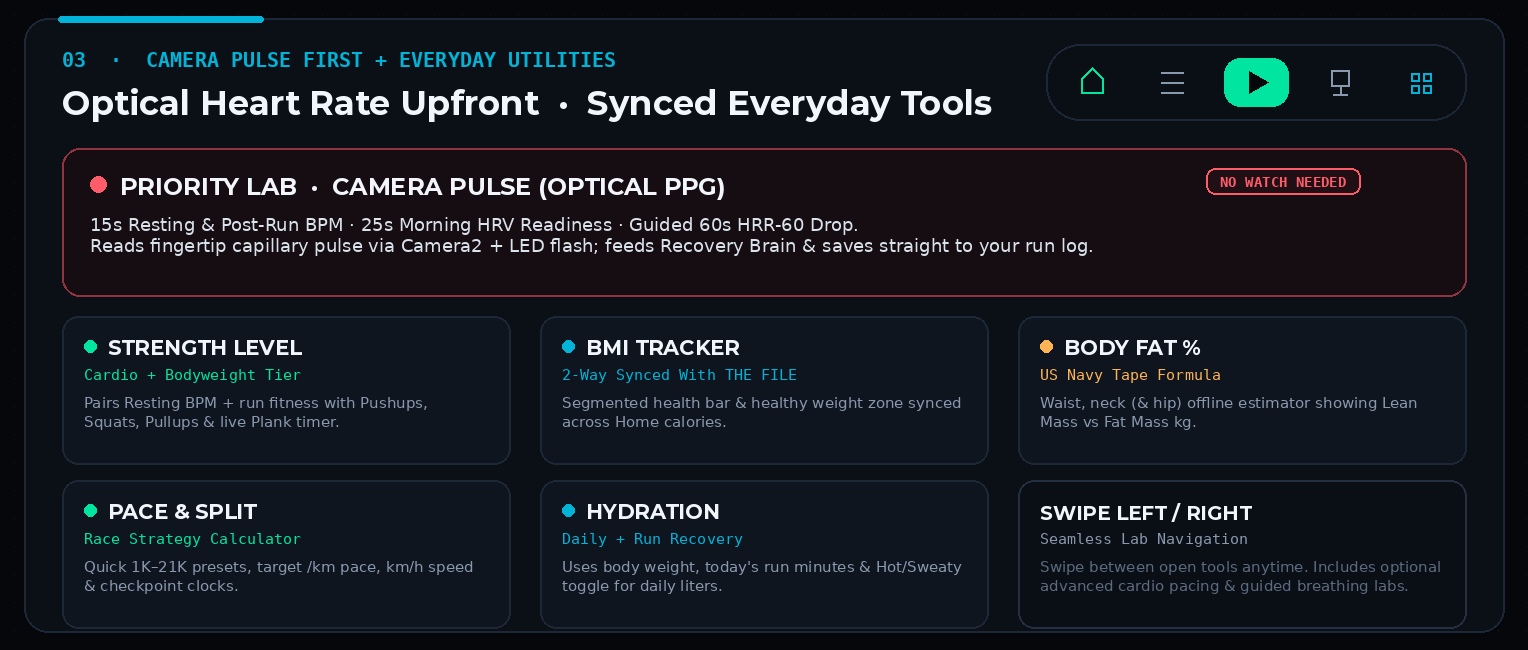 03 · CAMERA PULSE FIRST + EVERYDAY UTILITIES
Optical Heart Rate Upfront · Synced Everyday Tools
PRIORITY LAB · CAMERA PULSE (OPTICAL PPG)
NO WATCH NEEDED
15s Resting & Post-Run BPM · 25s Morning HRV Readiness · Guided 60s HRR-60 Drop.
Reads fingertip capillary pulse via Camera2 + LED flash; feeds Recovery Brain & saves straight to your run log.
STRENGTH LEVEL
Cardio + Bodyweight Tier
Pairs Resting BPM + run fitness with Pushups,
Squats, Pullups & live Plank timer.
BMI TRACKER
2-Way Synced With THE FILE
Segmented health bar & healthy weight zone synced
across Home calories.
BODY FAT %
US Navy Tape Formula
Waist, neck (& hip) offline estimator showing Lean
Mass vs Fat Mass kg.
PACE & SPLIT
Race Strategy Calculator
Quick 1K–21K presets, target /km pace, km/h speed
& checkpoint clocks.
HYDRATION
Daily + Run Recovery
Uses body weight, today's run minutes & Hot/Sweaty
toggle for daily liters.
SWIPE LEFT / RIGHT
Seamless Lab Navigation
Swipe between open tools anytime. Includes optional
advanced cardio pacing & guided breathing labs.